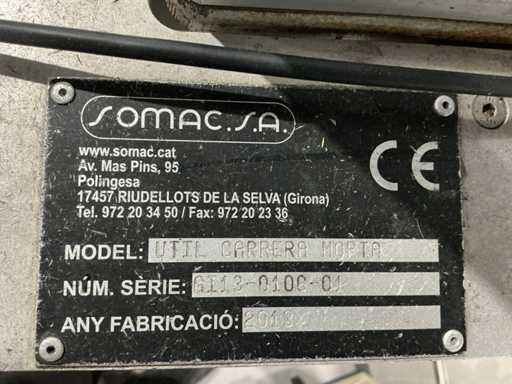 SOMAC.S.A.
www.somac.cat
Av. Mas Pins, 95
Polingesa
17457 RIUDELLOTS DE LA SELVA (Girona)
Tel. 972 20 34 50 / Fax: 972 20 23 36
CE
MODEL: UTIL CARRERA MORTA
NÚM. SÈRIE:
ANY FABRICACIÓ: